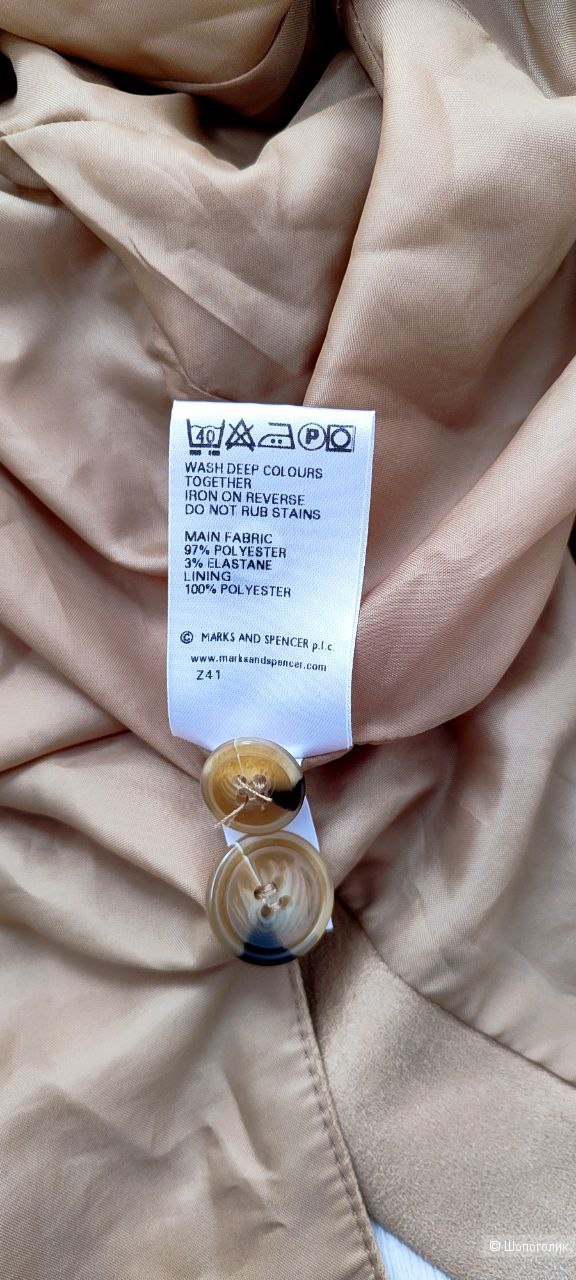 40 P
WASH DEEP COLOURS
TOGETHER
IRON ON REVERSE
DO NOT RUB STAINS
MAIN FABRIC
97% POLYESTER
3% ELASTANE
LINING
100% POLYESTER
© MARKS AND SPENCER p.l.c.
www.marksandspencer.com
Z41
© Шопоголик